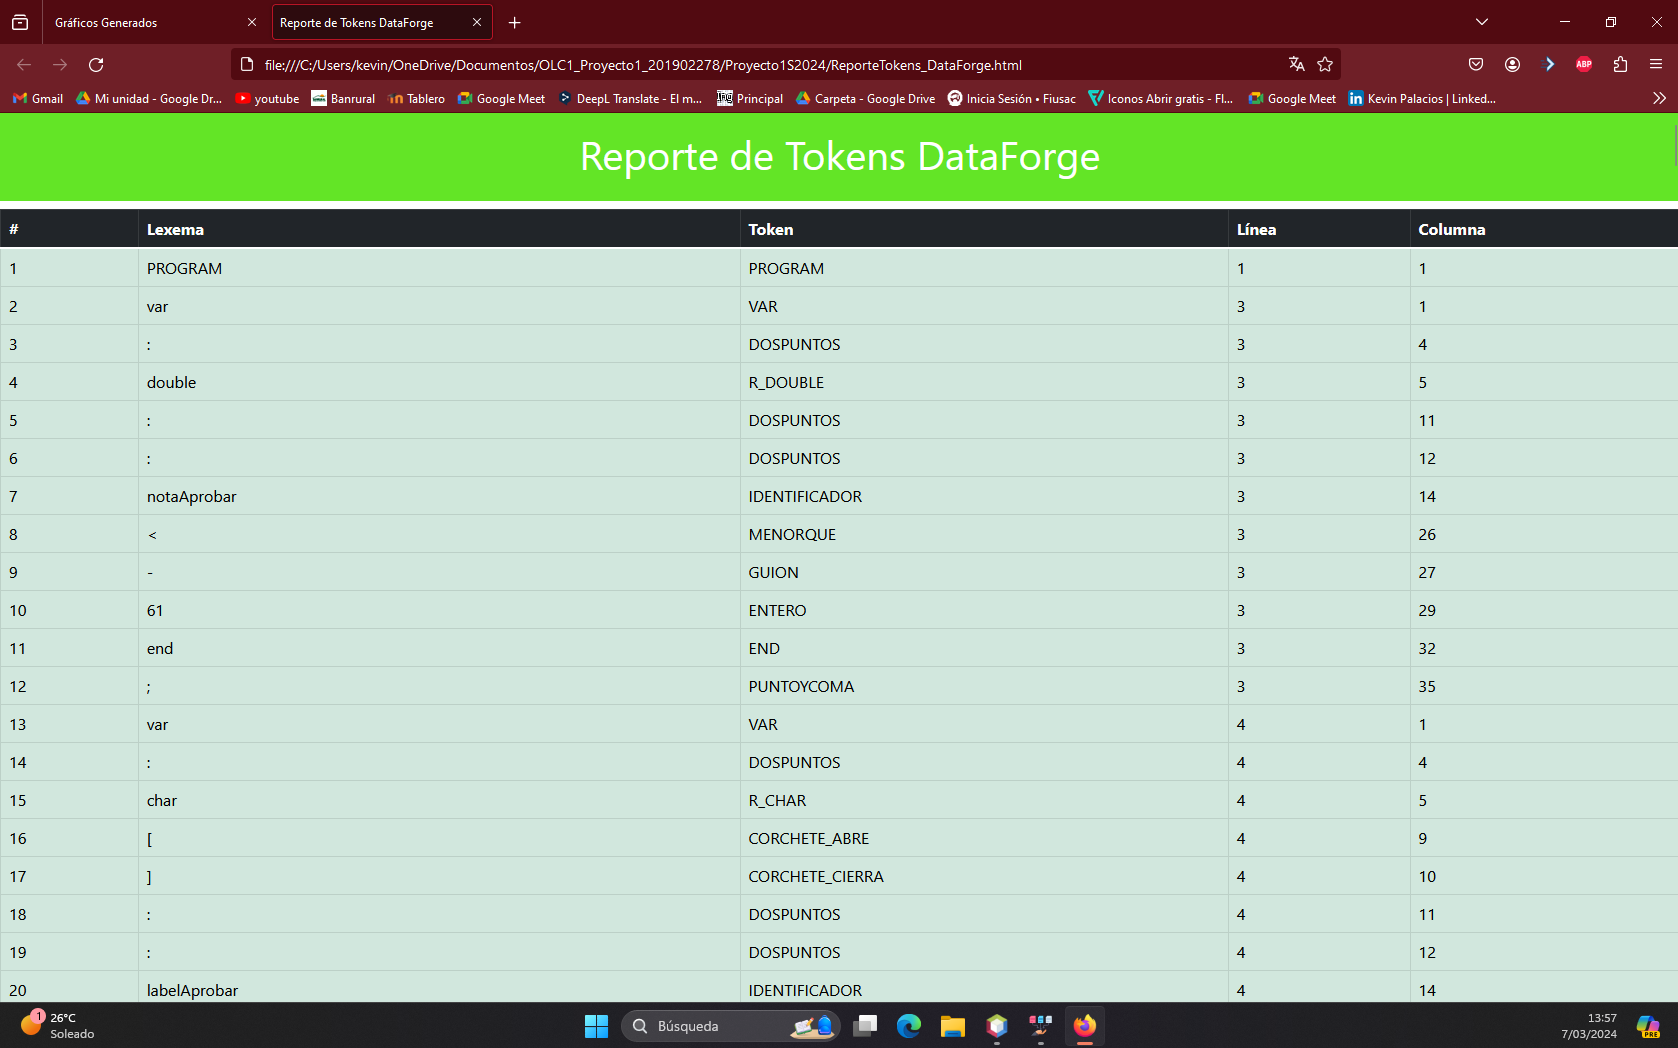 Gráficos Generados
Reporte de Tokens DataForge
file:///C:/Users/kevin/OneDrive/Documentos/OLC1_Proyecto1_201902278/Proyecto1S2024/ReporteTokens_DataForge.html
ABP
Gmail Mi unidad - Google Dr... youtube Banrural Tablero Google Meet DeepL Translate - El m... Principal Carpeta - Google Drive Inicia Sesión • Fiusac Iconos Abrir gratis - Fl... Google Meet Kevin Palacios | Linked...
Reporte de Tokens DataForge
# Lexema Token Línea Columna
1 PROGRAM PROGRAM 1 1
2 var VAR 3 1
3 : DOSPUNTOS 3 4
4 double R_DOUBLE 3 5
5 : DOSPUNTOS 3 11
6 : DOSPUNTOS 3 12
7 notaAprobar IDENTIFICADOR 3 14
8 < MENORQUE 3 26
9 - GUION 3 27
10 61 ENTERO 3 29
11 end END 3 32
12 ; PUNTOYCOMA 3 35
13 var VAR 4 1
14 : DOSPUNTOS 4 4
15 char R_CHAR 4 5
16 [ CORCHETE_ABRE 4 9
17 ] CORCHETE_CIERRA 4 10
18 : DOSPUNTOS 4 11
19 : DOSPUNTOS 4 12
20 labelAprobar IDENTIFICADOR 4 14
1
26°C
Soleado
Búsqueda
13:57
7/03/2024
PRE